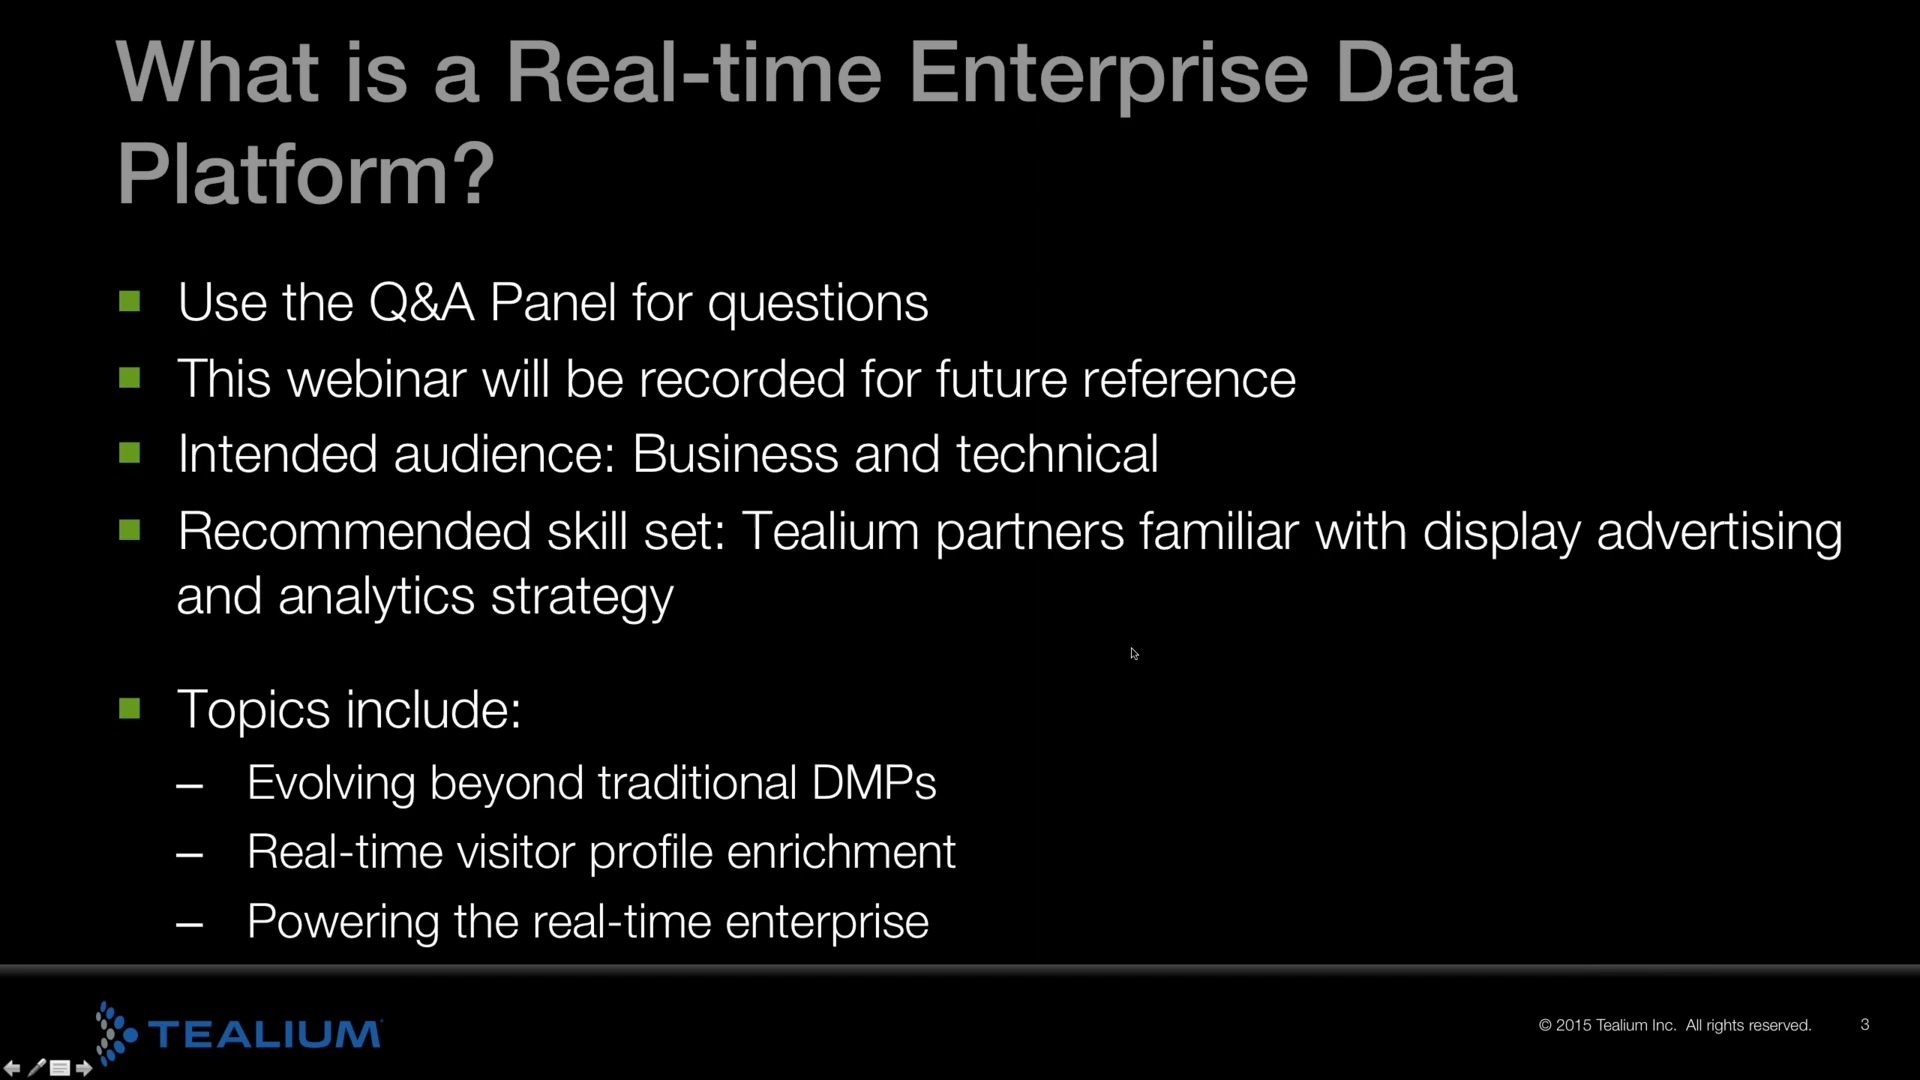 What is a Real-time Enterprise Data
Platform?
Use the Q&A Panel for questions
This webinar will be recorded for future reference
Intended audience: Business and technical
Recommended skill set: Tealium partners familiar with display advertising
and analytics strategy
Topics include:
– Evolving beyond traditional DMPs
– Real-time visitor profile enrichment
– Powering the real-time enterprise
TEALIUM
© 2015 Tealium Inc. All rights reserved. 3